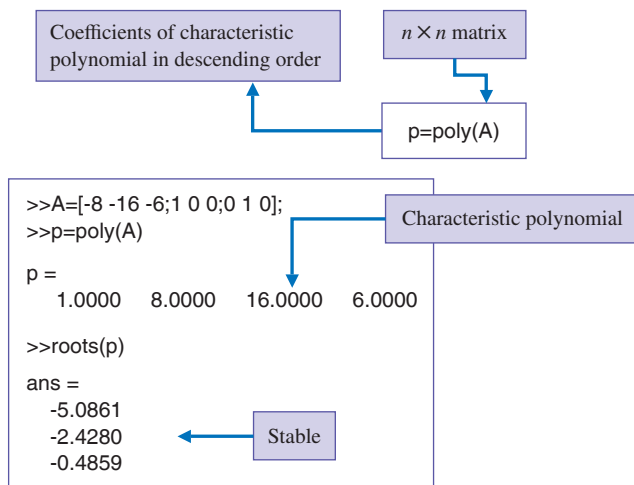 Coefficients of characteristic
polynomial in descending order
n × n matrix
p=poly(A)
>>A=[-8 -16 -6;1 0 0;0 1 0];
>>p=poly(A)
Characteristic polynomial
p =
1.0000 8.0000 16.0000 6.0000
>>roots(p)
ans =
-5.0861
-2.4280
Stable
-0.4859